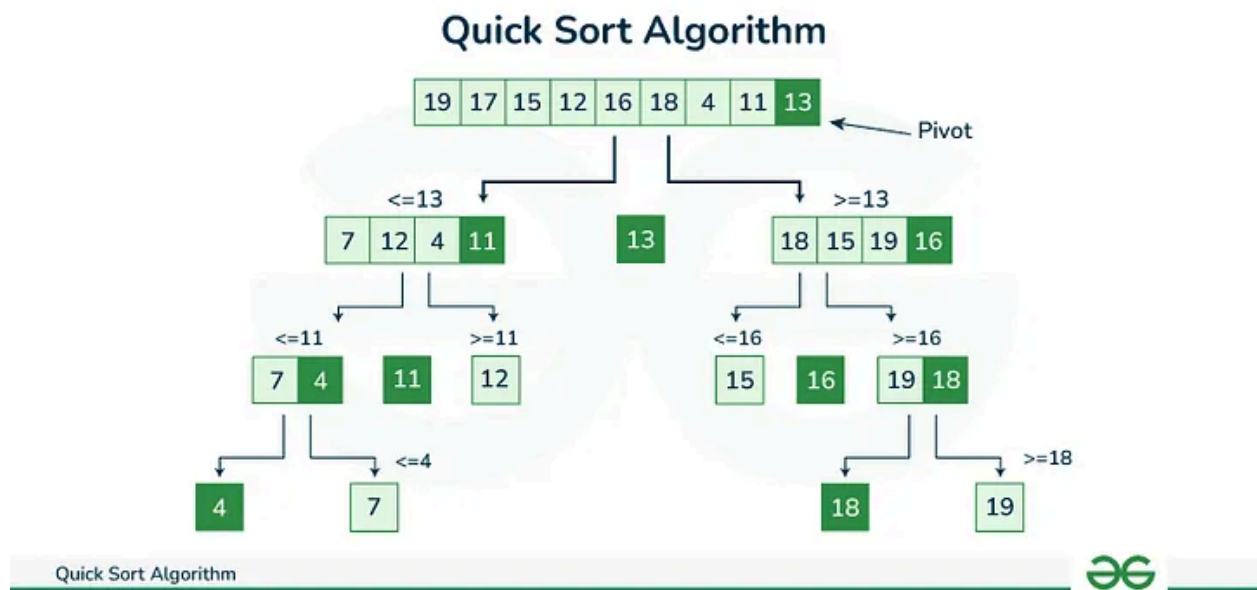 Quick Sort Algorithm
19 17 15 12 16 18 4 11 13
Pivot
<=13 >=13
7 12 4 11 13 18 15 19 16
<=11 >=11 <=16 >=16
7 4 11 12 15 16 19 18
<=4 >=18
4 7 18 19
Quick Sort Algorithm